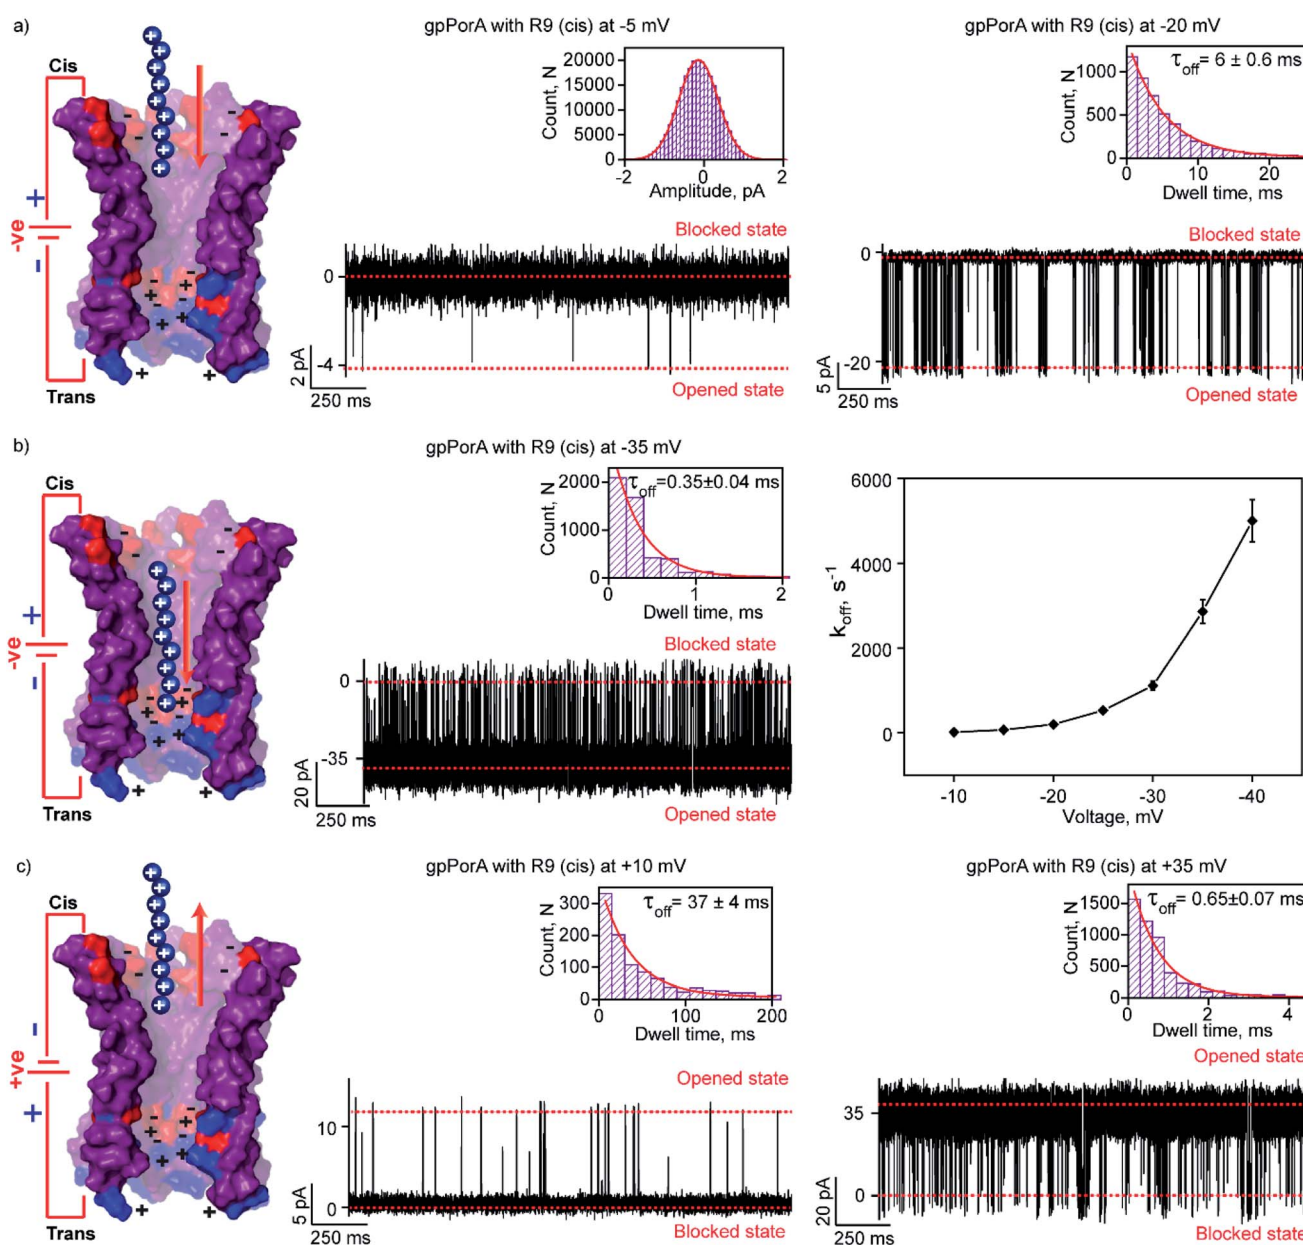 a)
Cis
+
-ve
-
Trans
gpPorA with R9 (cis) at -5 mV
Count, N
20000
15000
10000
5000
0
-2
0
2
Amplitude, pA
Blocked state
0
-4
2 pA
250 ms
Opened state
gpPorA with R9 (cis) at -20 mV
τoff= 6 ± 0.6 ms
Count, N
1000
500
0
0
10
20
Dwell time, ms
Blocked state
0
-20
5 pA
250 ms
Opened state
b)
Cis
+
-ve
-
Trans
gpPorA with R9 (cis) at -35 mV
τoff=0.35±0.04 ms
Count, N
2000
1000
0
0
1
2
Dwell time, ms
Blocked state
0
-35
20 pA
250 ms
Opened state
koff, s-1
6000
4000
2000
0
-10
-20
-30
-40
Voltage, mV
c)
Cis
-
+ve
+
Trans
gpPorA with R9 (cis) at +10 mV
τoff= 37 ± 4 ms
Count, N
300
200
100
0
0
100
200
Dwell time, ms
Opened state
10
0
5 pA
250 ms
Blocked state
gpPorA with R9 (cis) at +35 mV
τoff= 0.65±0.07 ms
Count, N
1500
1000
500
0
0
2
4
Dwell time, ms
Opened state
35
0
20 pA
250 ms
Blocked state